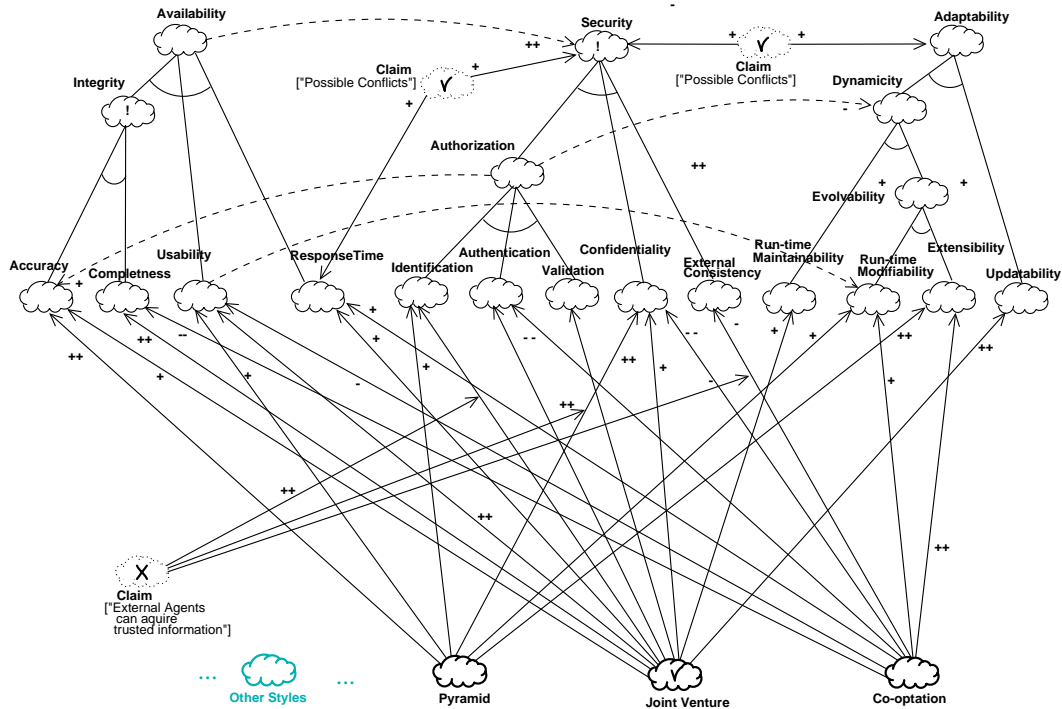 -
Availability
Security
Adaptability
++
!
+
+
Claim
["Possible Conflicts"]
+
+
Claim
["Possible Conflicts"]
Integrity
!
Dynamicity
-
Authorization
++
+
+
Evolvability
Accuracy
Completness
Usability
ResponseTime
Identification
Authentication
Validation
Confidentiality
External
Consistency
Run-time
Maintainability
Run-time
Modifiability
Extensibility
Updatability
+
+
-
++
++
--
+
- -
++
- -
+
+
++
++
+
+
-
+
+
-
+
++
++
++
++
Claim
["External Agents
can aquire
trusted information"]
...
Other Styles
...
Pyramid
Joint Venture
Co-optation